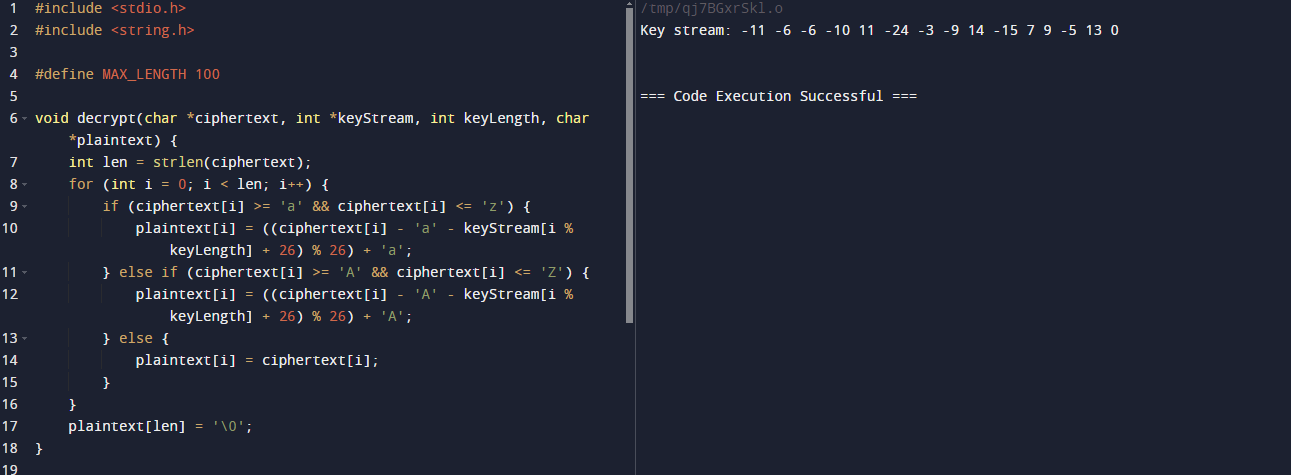 1 #include <stdio.h>
2 #include <string.h>
3
4 #define MAX_LENGTH 100
5
6 void decrypt(char *ciphertext, int *keyStream, int keyLength, char
*plaintext) {
7 int len = strlen(ciphertext);
8 for (int i = 0; i < len; i++) {
9 if (ciphertext[i] >= 'a' && ciphertext[i] <= 'z') {
10 plaintext[i] = ((ciphertext[i] - 'a' - keyStream[i %
keyLength] + 26) % 26) + 'a';
11 } else if (ciphertext[i] >= 'A' && ciphertext[i] <= 'Z') {
12 plaintext[i] = ((ciphertext[i] - 'A' - keyStream[i %
keyLength] + 26) % 26) + 'A';
13 } else {
14 plaintext[i] = ciphertext[i];
15 }
16 }
17 plaintext[len] = '\0';
18 }
19
/tmp/qj7BGxrSkl.o
Key stream: -11 -6 -6 -10 11 -24 -3 -9 14 -15 7 9 -5 13 0
=== Code Execution Successful ===